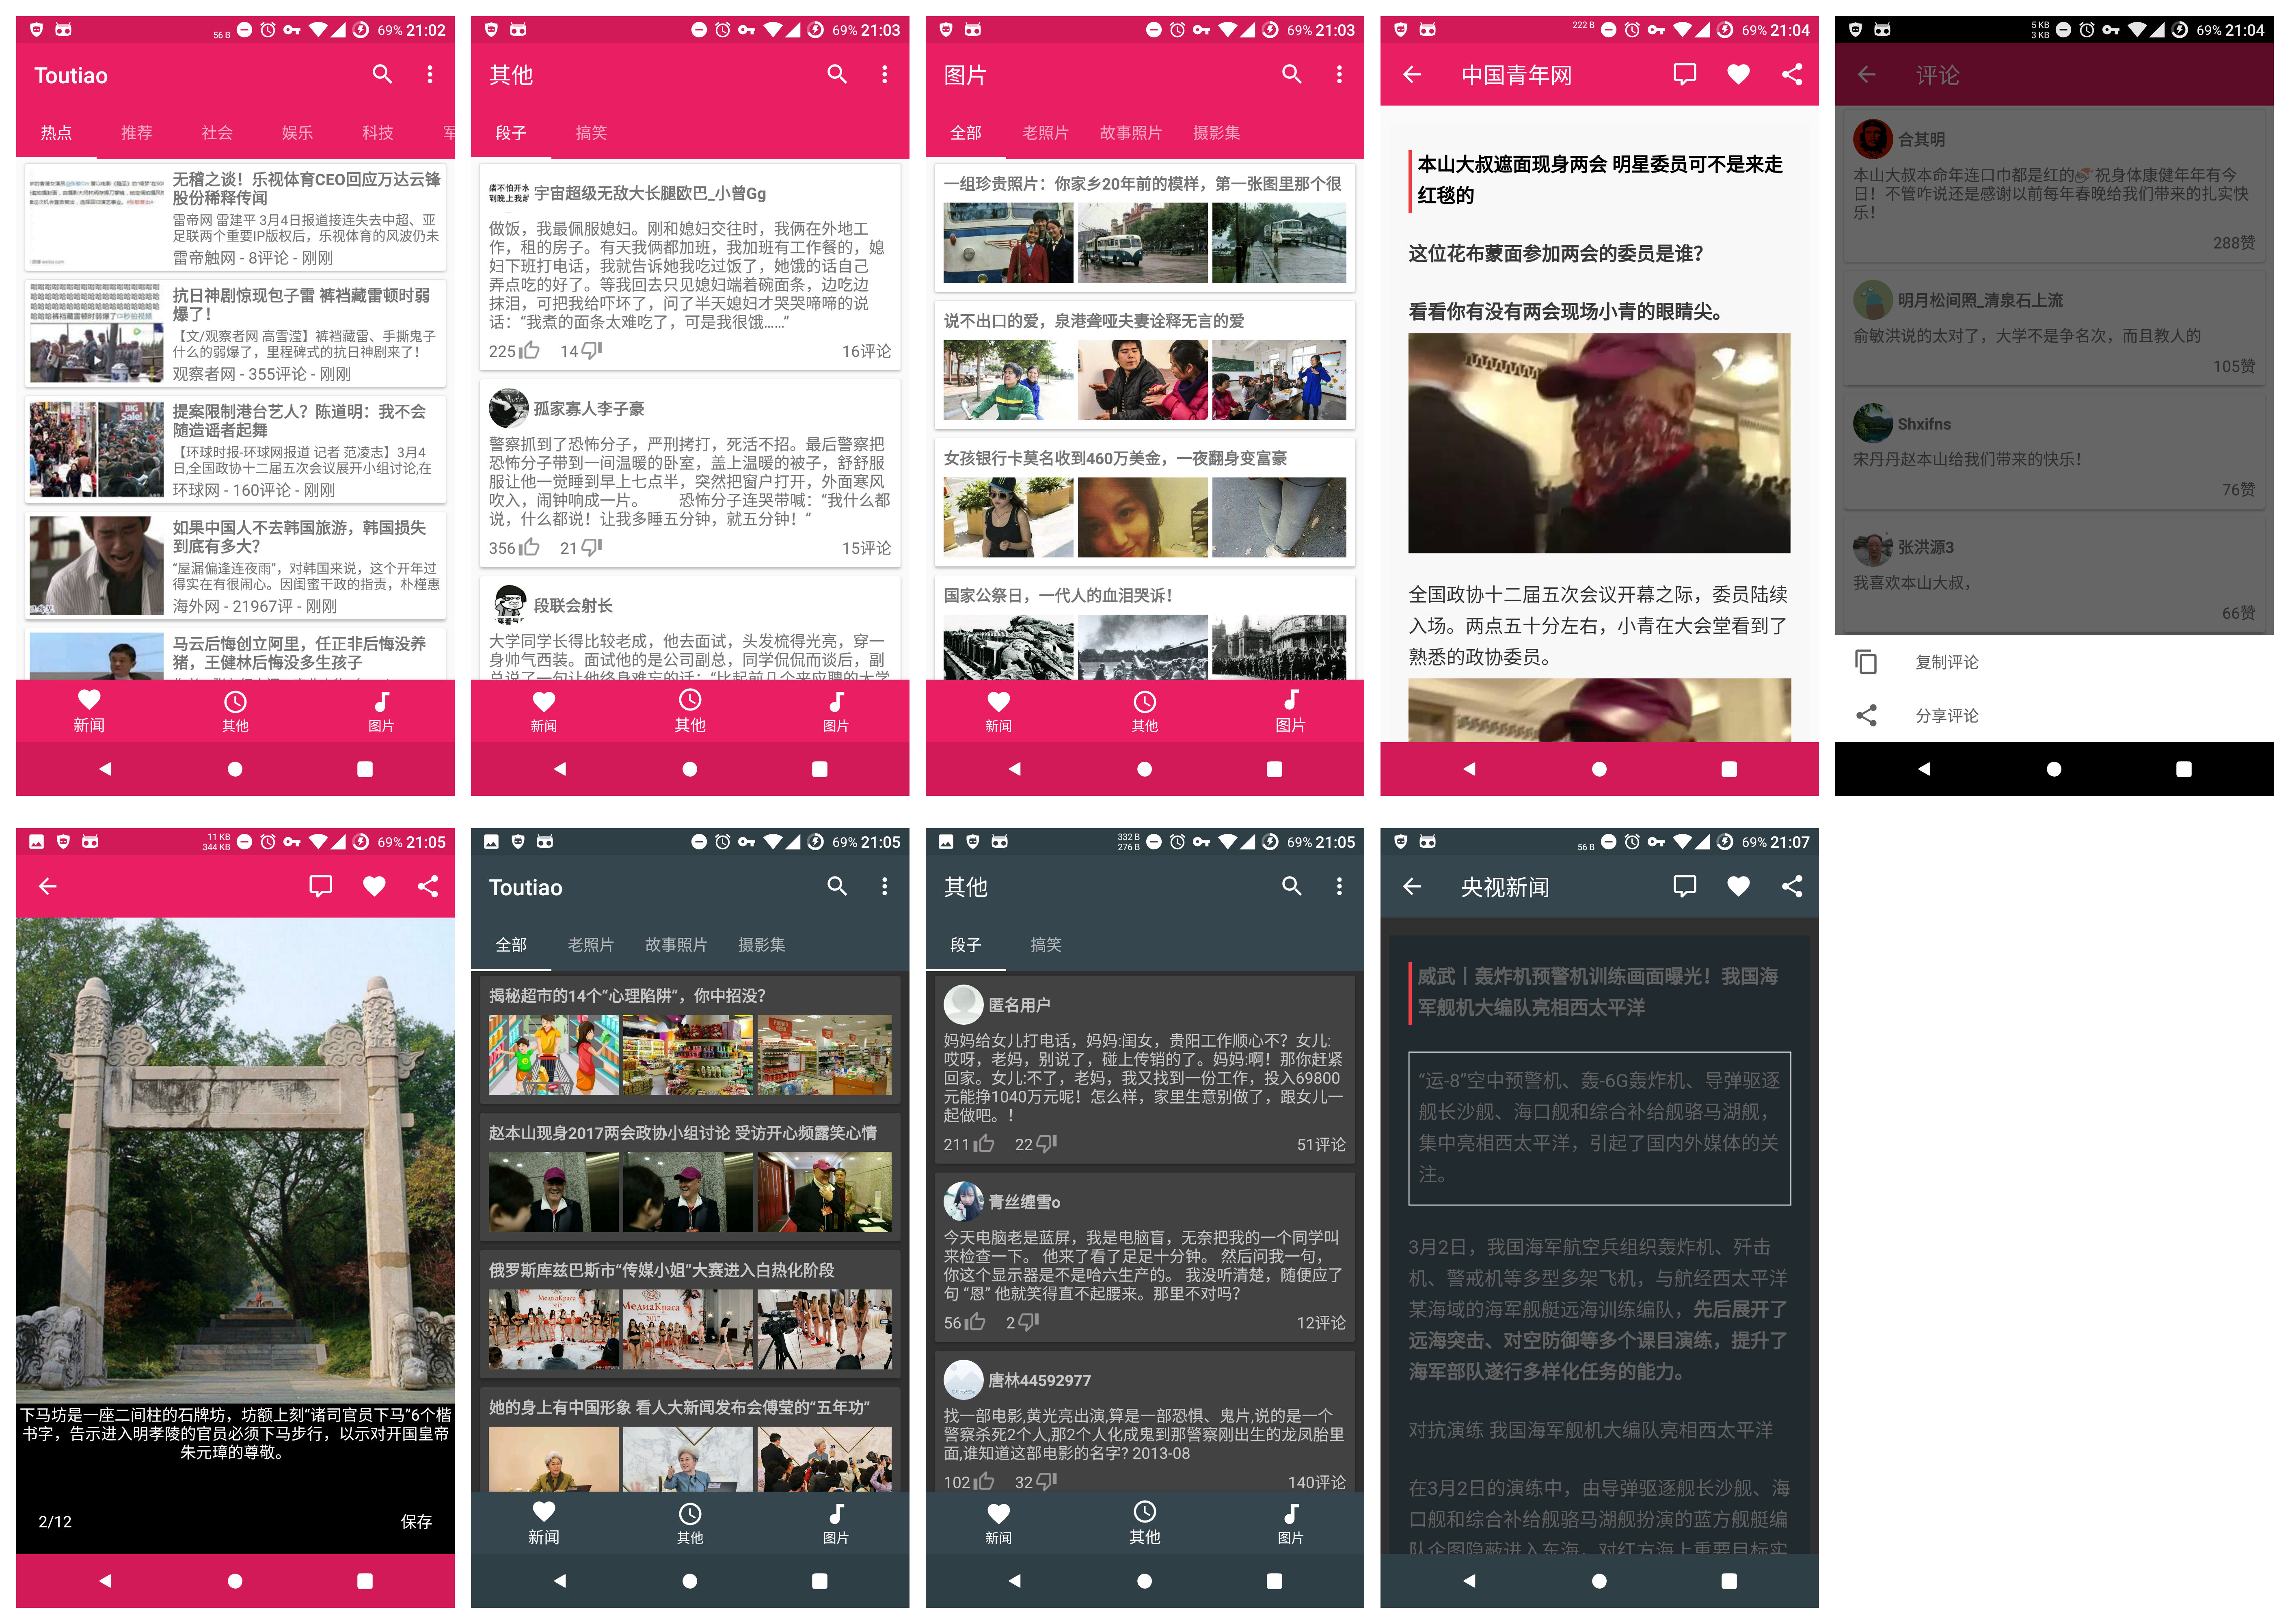 56 B 69% 21:02
Toutiao
热点 推荐 社会 娱乐 科技
无稽之谈！乐视体育CEO回应万达云锋
股份稀释传闻
雷帝网 雷建平 3月4日报道接连失去中超、亚
足联两个重要IP版权后，乐视体育的风波仍未
雷帝触网 - 8评论 - 刚刚
抗日神剧惊现包子雷 裤裆藏雷顿时弱
爆了！
【文/观察者网 高雪滢】裤裆藏雷、手撕鬼子
什么的弱爆了，里程碑式的抗日神剧来了！
观察者网 - 355评论 - 刚刚
提案限制港台艺人？陈道明：我不会
随造谣者起舞
【环球时报-环球网报道 记者 范凌志】3月4
日,全国政协十二届五次会议展开小组讨论,在
环球网 - 160评论 - 刚刚
BIG
Sale!
如果中国人不去韩国旅游，韩国损失
到底有多大？
“屋漏偏逢连夜雨”，对韩国来说，这个开年过
得实在有很闹心。因闺蜜干政的指责，朴槿惠
海外网 - 21967评 - 刚刚
马云后悔创立阿里，任正非后悔没养
猪，王健林后悔没多生孩子
新闻 其他 图片
69% 21:03
其他
段子 搞笑
宇宙超级无敌大长腿欧巴_小曾Gg
做饭，我最佩服媳妇。刚和媳妇交往时，我俩在外地工
作，租的房子。有天我俩都加班，我加班有工作餐的，媳
妇下班打电话，我就告诉她我吃过饭了，她饿的话自己
弄点吃的好了。等我回去只见媳妇端着碗面条，边吃边
抹泪，可把我给吓坏了，问了半天媳妇才哭哭啼啼的说
话：“我煮的面条太难吃了，可是我很饿……”
225 14 16评论
孤家寡人李子豪
警察抓到了恐怖分子，严刑拷打，死活不招。最后警察把
恐怖分子带到一间温暖的卧室，盖上温暖的被子，舒舒服
服让他一觉睡到早上七点半，突然把窗户打开，外面寒风
吹入，闹钟响成一片。 恐怖分子连哭带喊：“我什么都
说，什么都说！让我多睡五分钟，就五分钟！”
356 21 15评论
段联会射长
大学同学长得比较老成，他去面试，头发梳得光亮，穿一
身帅气西装。面试他的是公司副总，同学侃侃而谈后，副
总说了一句让他终身难忘的话：“比起前几个来应聘的大学
新闻 其他 图片
69% 21:03
图片
全部 老照片 故事照片 摄影集
一组珍贵照片：你家乡20年前的模样，第一张图里那个很
说不出口的爱，泉港聋哑夫妻诠释无言的爱
女孩银行卡莫名收到460万美金，一夜翻身变富豪
国家公祭日，一代人的血泪哭诉！
新闻 其他 图片
222 B 69% 21:04
中国青年网
本山大叔遮面现身两会 明星委员可不是来走
红毯的
这位花布蒙面参加两会的委员是谁？
看看你有没有两会现场小青的眼睛尖。
全国政协十二届五次会议开幕之际，委员陆续
入场。两点五十分左右，小青在大会堂看到了
熟悉的政协委员。
5 KB
3 KB 69% 21:04
评论
合其明
本山大叔本命年连口巾都是红的 祝身体康健年年有今
日！不管咋说还是感谢以前每年春晚给我们带来的扎实快
乐！
288赞
明月松间照_清泉石上流
俞敏洪说的太对了，大学不是争名次，而且教人的
105赞
Shxifns
宋丹丹赵本山给我们带来的快乐！
76赞
张洪源3
我喜欢本山大叔，
66赞
复制评论
分享评论
11 KB
344 KB 69% 21:05
下马坊是一座二间柱的石牌坊，坊额上刻“诸司官员下马”6个楷
书字，告示进入明孝陵的官员必须下马步行，以示对开国皇帝
朱元璋的尊敬。
2/12 保存
69% 21:05
Toutiao
全部 老照片 故事照片 摄影集
揭秘超市的14个“心理陷阱”，你中招没？
赵本山现身2017两会政协小组讨论 受访开心频露笑心情
俄罗斯库兹巴斯市“传媒小姐”大赛进入白热化阶段
МедиаКраса
МедиаКраса
她的身上有中国形象 看人大新闻发布会傅莹的“五年功”
新闻 其他 图片
332 B
276 B 69% 21:05
其他
段子 搞笑
匿名用户
妈妈给女儿打电话，妈妈:闺女，贵阳工作顺心不？女儿:
哎呀，老妈，别说了，碰上传销的了。妈妈:啊！那你赶紧
回家。女儿:不了，老妈，我又找到一份工作，投入69800
元能挣1040万元呢！怎么样，家里生意别做了，跟女儿一
起做吧。！
211 22 51评论
青丝缠雪o
今天电脑老是蓝屏，我是电脑盲，无奈把我的一个同学叫
来检查一下。 他来了看了足足十分钟。 然后问我一句，
你这个显示器是不是哈六生产的。 我没听清楚，随便应了
句 “恩” 他就笑得直不起腰来。那里不对吗？
56 2 12评论
唐林44592977
找一部电影,黄光亮出演,算是一部恐惧、鬼片,说的是一个
警察杀死2个人,那2个人化成鬼到那警察刚出生的龙凤胎里
面,谁知道这部电影的名字? 2013-08
102 32 140评论
新闻 其他 图片
56 B 69% 21:07
央视新闻
威武丨轰炸机预警机训练画面曝光！我国海
军舰机大编队亮相西太平洋
“运-8”空中预警机、轰-6G轰炸机、导弹驱逐
舰长沙舰、海口舰和综合补给舰骆马湖舰，
集中亮相西太平洋，引起了国内外媒体的关
注。
3月2日，我国海军航空兵组织轰炸机、歼击
机、警戒机等多型多架飞机，与航经西太平洋
某海域的海军舰艇远海训练编队，先后展开了
远海突击、对空防御等多个课目演练，提升了
海军部队遂行多样化任务的能力。
对抗演练 我国海军舰机大编队亮相西太平洋
在3月2日的演练中，由导弹驱逐舰长沙舰、海
口舰和综合补给舰骆马湖舰扮演的蓝方舰艇编
队企图隐蔽进入东海，对红方海上重要目标实